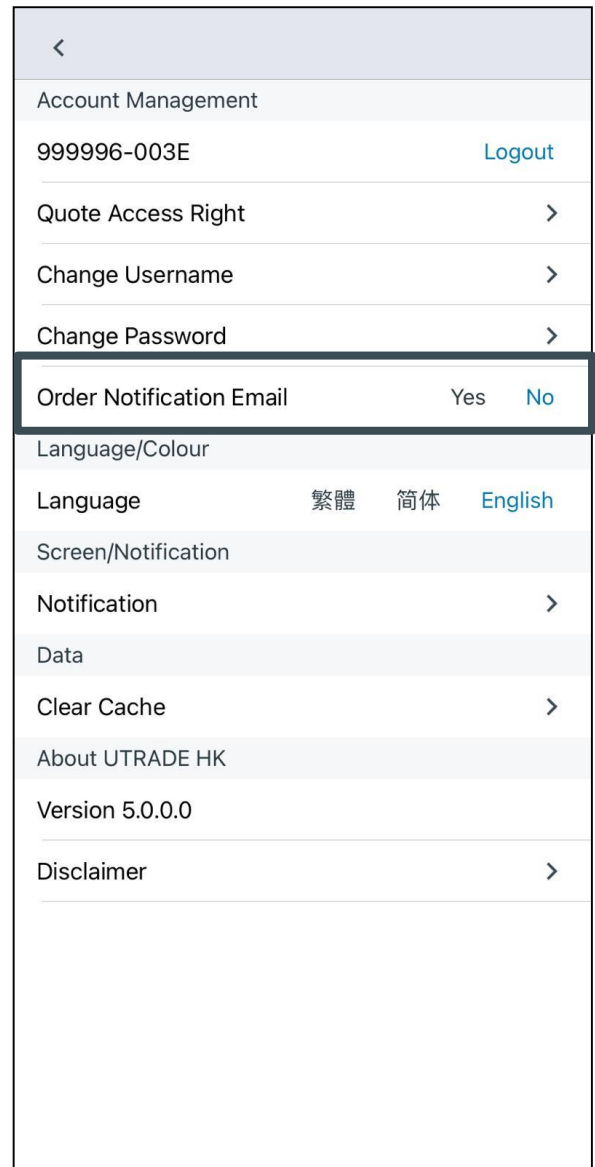 Account Management
999996-003E Logout
Quote Access Right
Change Username
Change Password
Order Notification Email Yes No
Language/Colour
Language 繁體 简体 English
Screen/Notification
Notification
Data
Clear Cache
About UTRADE HK
Version 5.0.0.0
Disclaimer